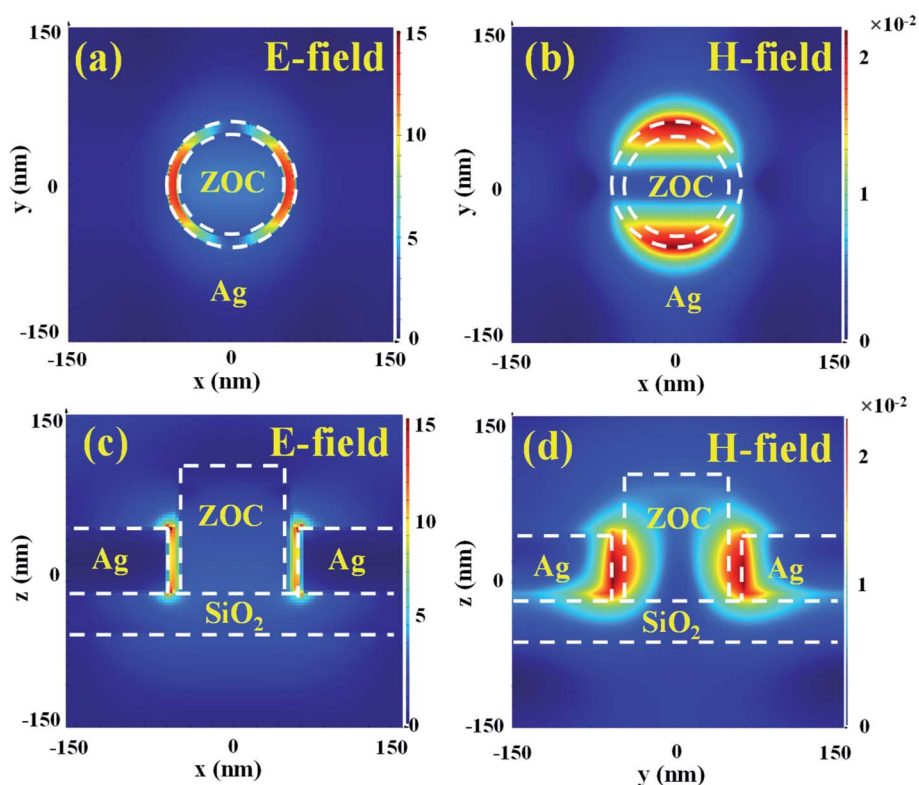 (a) E-field
ZOC
Ag
150
0
-150
y (nm)
-150 0 150
x (nm)
15
10
5
0
(b) H-field
ZOC
Ag
150
0
-150
y (nm)
-150 0 150
x (nm)
×10⁻²
2
1
0
(c) E-field
ZOC
Ag Ag
SiO₂
150
0
-150
z (nm)
-150 0 150
x (nm)
15
10
5
0
(d) H-field
ZOC
Ag Ag
SiO₂
150
0
-150
z (nm)
-150 0 150
y (nm)
×10⁻²
2
1
0